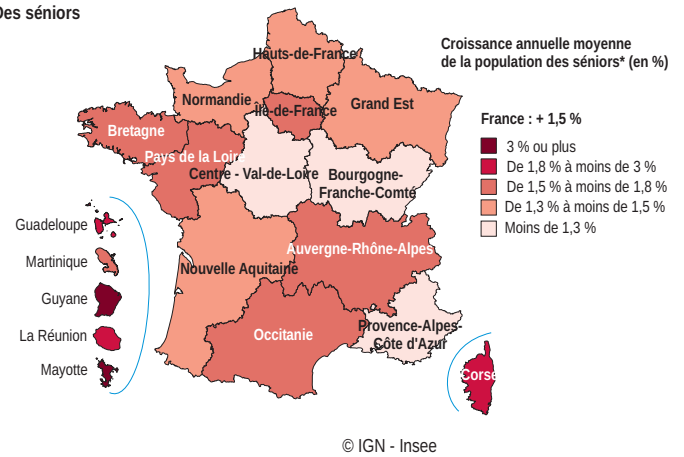 Des séniors
Croissance annuelle moyenne
de la population des séniors* (en %)
France : + 1,5 %
3 % ou plus
De 1,8 % à moins de 3 %
De 1,5 % à moins de 1,8 %
De 1,3 % à moins de 1,5 %
Moins de 1,3 %
Hauts-de-France
Normandie
Île-de-France
Grand Est
Bretagne
Pays de la Loire
Centre - Val-de-Loire
Bourgogne-
Franche-Comté
Guadeloupe
Martinique
Guyane
La Réunion
Mayotte
Auvergne-Rhône-Alpes
Nouvelle Aquitaine
Occitanie
Provence-Alpes-
Côte d'Azur
Corse
© IGN - Insee